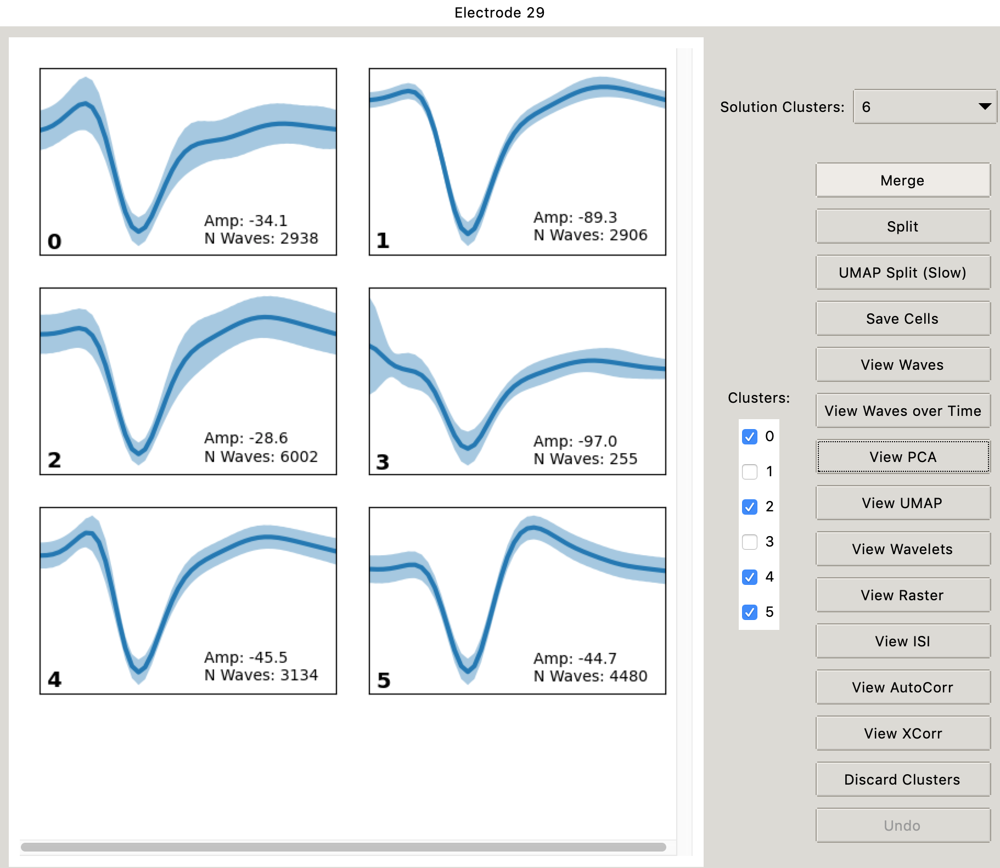 Electrode 29
Amp: -34.1
N Waves: 2938
0
Amp: -89.3
N Waves: 2906
1
Amp: -28.6
N Waves: 6002
2
Amp: -97.0
N Waves: 255
3
Amp: -45.5
N Waves: 3134
4
Amp: -44.7
N Waves: 4480
5
Solution Clusters: 6
Clusters:
0
1
2
3
4
5
Merge
Split
UMAP Split (Slow)
Save Cells
View Waves
View Waves over Time
View PCA
View UMAP
View Wavelets
View Raster
View ISI
View AutoCorr
View XCorr
Discard Clusters
Undo